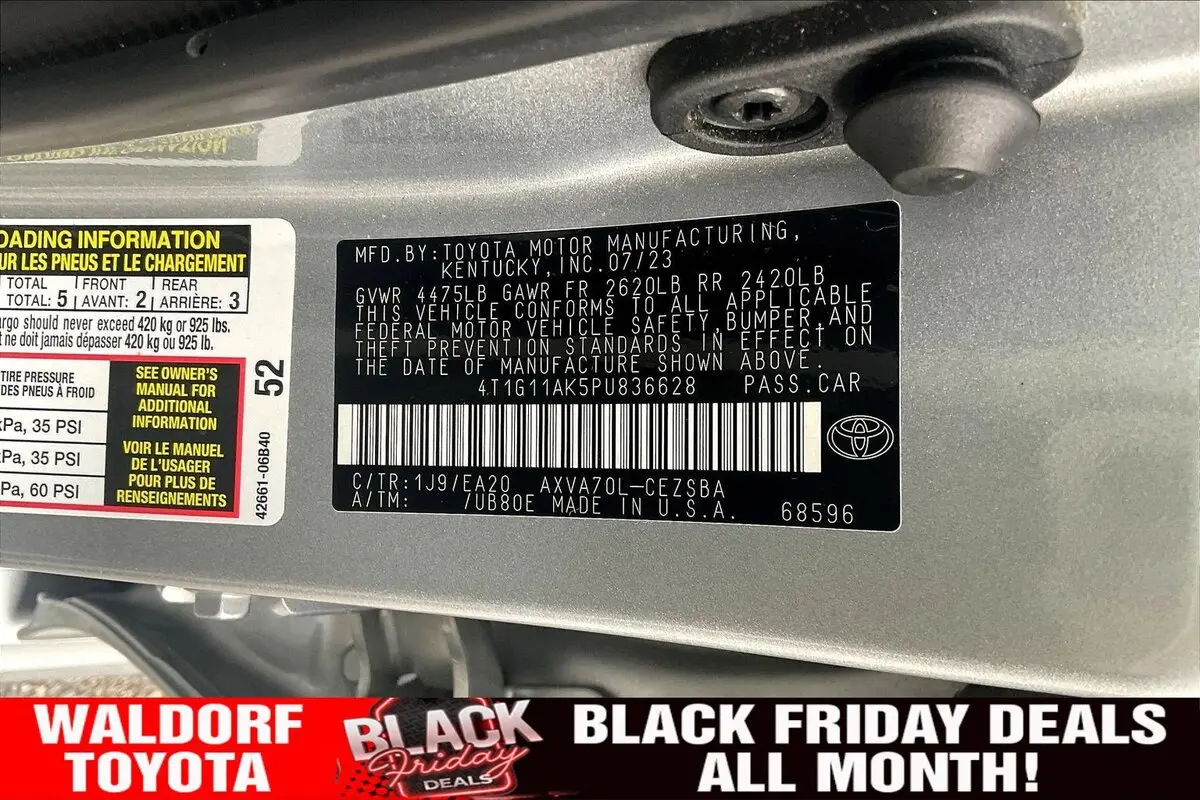 OADING INFORMATION
UR LES PNEUS ET LE CHARGEMENT
TOTAL FRONT REAR
TOTAL: 5 AVANT: 2 ARRIÈRE: 3
rgo should never exceed 420 kg or 925 lbs.
t ne doit jamais dépasser 420 kg ou 925 lb.
TIRE PRESSURE
DES PNEUS À FROID
kPa, 35 PSI
kPa, 35 PSI
Pa, 60 PSI
SEE OWNER'S
MANUAL FOR
ADDITIONAL
INFORMATION
VOIR LE MANUEL
DE L'USAGER
POUR PLUS DE
RENSEIGNEMENTS
52
42661-06B40
MFD.BY:TOYOTA MOTOR MANUFACTURING,
KENTUCKY,INC.07/23
GVWR 4475LB GAWR FR 2620LB RR 2420LB
THIS VEHICLE CONFORMS TO ALL APPLICABLE
FEDERAL MOTOR VEHICLE SAFETY,BUMPER,AND
THEFT PREVENTION STANDARDS IN EFFECT ON
THE DATE OF MANUFACTURE SHOWN ABOVE.
4T1G11AK5PU836628 PASS.CAR
C/TR:1J9/EA20 AXVA70L-CEZSBA
A/TM: /UB80E MADE IN U.S.A. 68596
WALDORF
TOYOTA
BLACK
Friday
DEALS
BLACK FRIDAY DEALS
ALL MONTH!